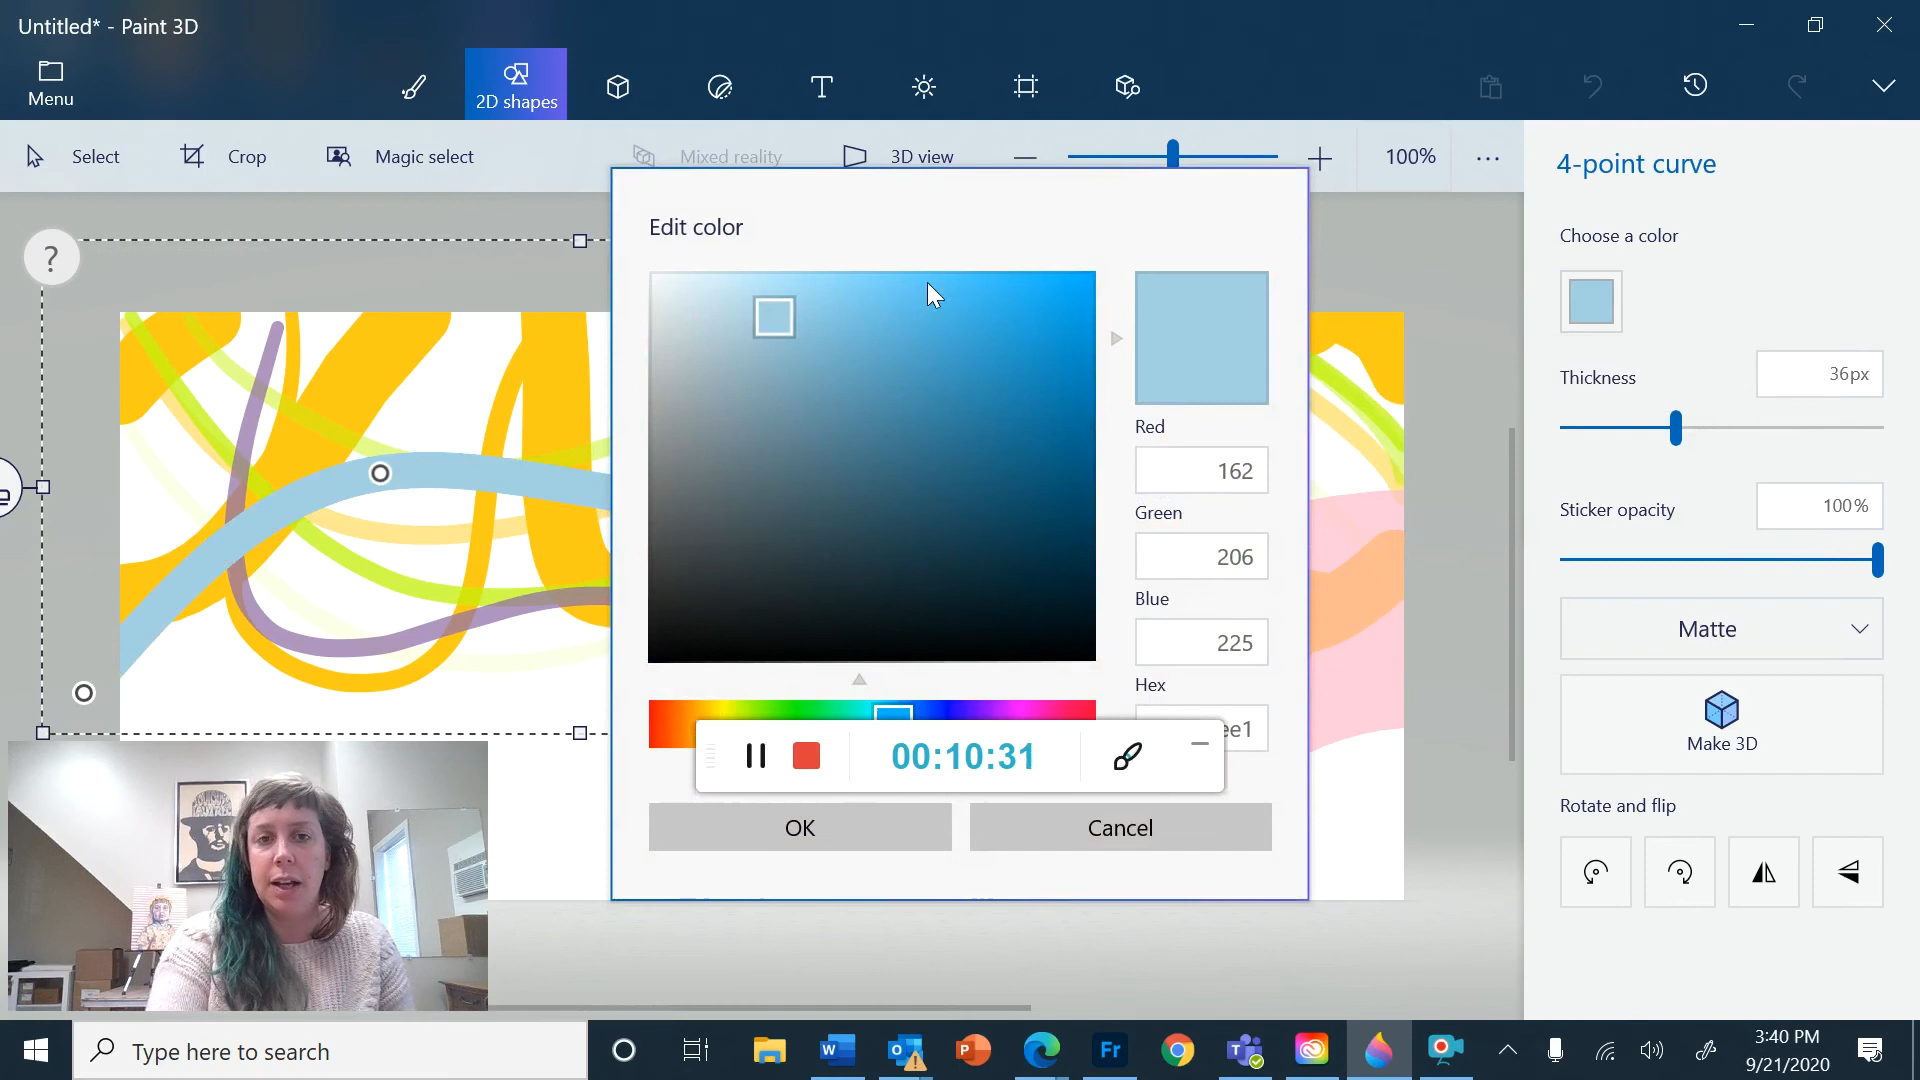 Untitled* - Paint 3D
Menu
2D shapes
Select
Crop
Magic select
Mixed reality
3D view
100%
4-point curve
Choose a color
Thickness
36px
Sticker opacity
100%
Matte
Make 3D
Rotate and flip
?
Edit color
Red
162
Green
206
Blue
225
Hex
ee1
00:10:31
OK
Cancel
Type here to search
3:40 PM
9/21/2020
W
O
P
Fr
T